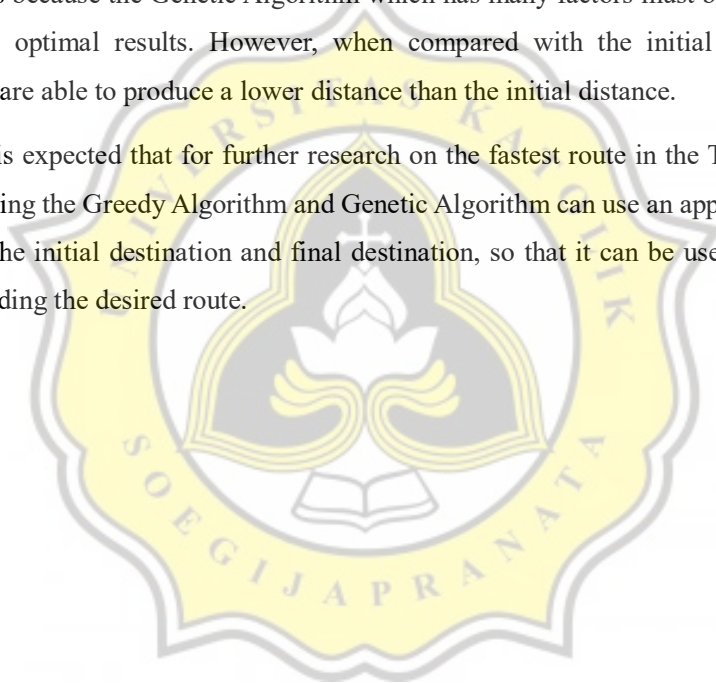 because the Genetic Algorithm which has many factors must b
optimal results. However, when compared with the initial
are able to produce a lower distance than the initial distance.
is expected that for further research on the fastest route in the T
ing the Greedy Algorithm and Genetic Algorithm can use an app
he initial destination and final destination, so that it can be use
ding the desired route.
UNIVERSITAS KATOLIK
SOEGIJAPRANATA